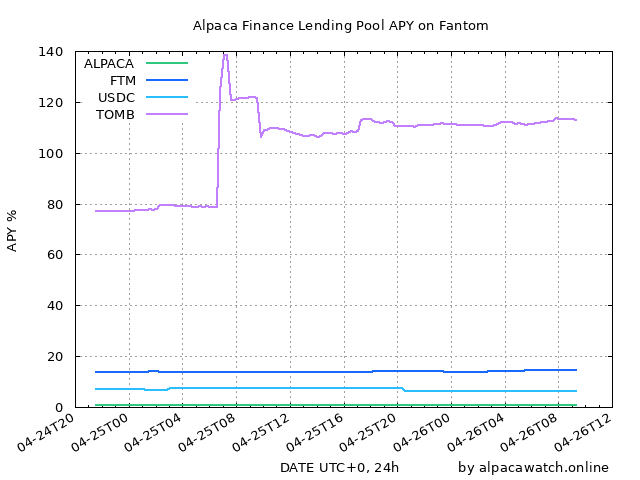 Alpaca Finance Lending Pool APY on Fantom
140
120
100
80
60
40
20
0
APY %
ALPACA
FTM
USDC
TOMB
04-24T20
04-25T00
04-25T04
04-25T08
04-25T12
04-25T16
04-25T20
04-26T00
04-26T04
04-26T08
04-26T12
DATE UTC+0, 24h
by alpacawatch.online